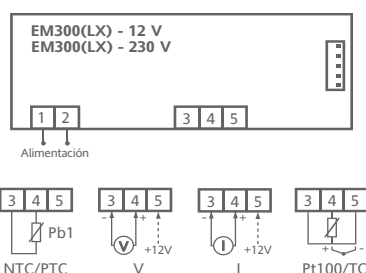 EM300(LX) - 12 V
EM300(LX) - 230 V
1 2 3 4 5
Alimentación
3 4 5 3 4 5 3 4 5 3 4 5
Pb1 - + V +12V - + I +12V + -
NTC/PTC V I Pt100/TC